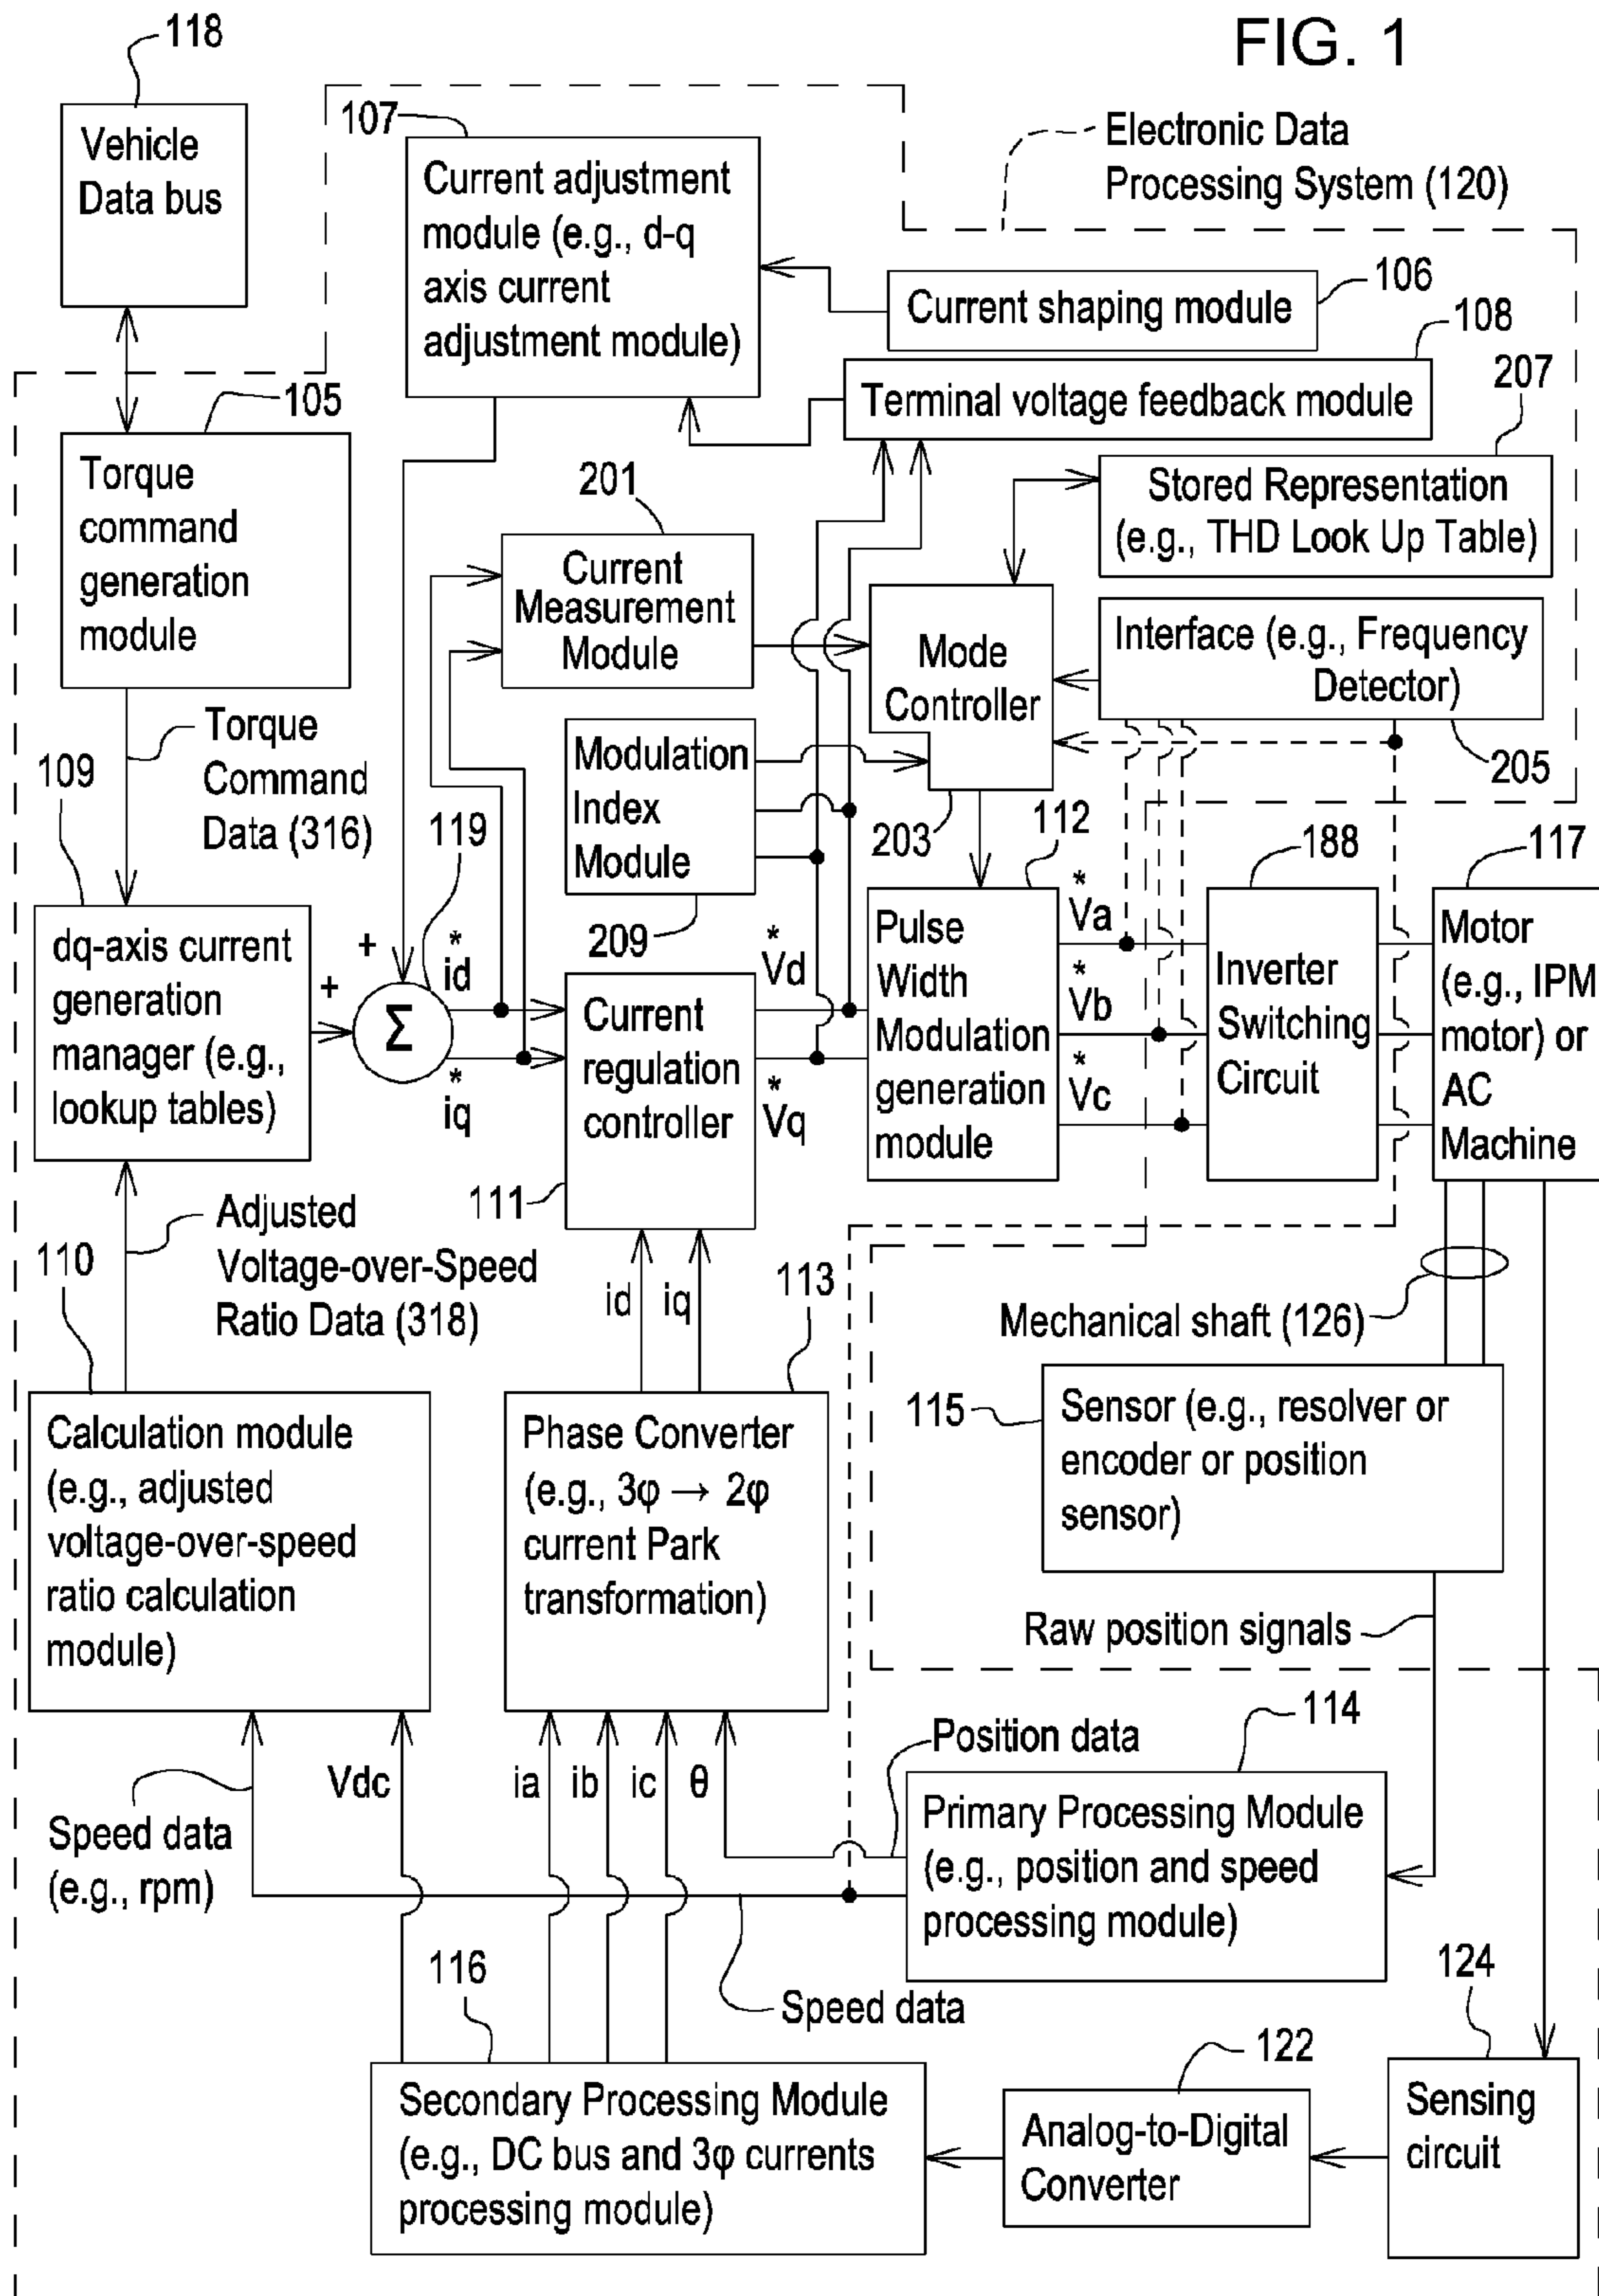 FIG. 1
118
Vehicle
Data bus
107
Current adjustment
module (e.g., d-q
axis current
adjustment module)
Electronic Data
Processing System (120)
Current shaping module
106
108
Terminal voltage feedback module
207
Stored Representation
(e.g., THD Look Up Table)
105
Torque
command
generation
module
201
Current
Measurement
Module
Mode
Controller
203
Interface (e.g., Frequency
Detector)
205
Torque
Command
Data (316)
Modulation
Index
Module
209
109
dq-axis current
generation
manager (e.g.,
lookup tables)
119
+
+
Σ
*
id
*
iq
Current
regulation
controller
111
*
Vd
*
Vq
112
Pulse
Width
Modulation
generation
module
*
Va
*
Vb
*
Vc
188
Inverter
Switching
Circuit
117
Motor
(e.g., IPM
motor) or
AC
Machine
Adjusted
Voltage-over-Speed
Ratio Data (318)
110
Calculation module
(e.g., adjusted
voltage-over-speed
ratio calculation
module)
id iq
113
Phase Converter
(e.g., 3φ → 2φ
current Park
transformation)
Mechanical shaft (126)
115
Sensor (e.g., resolver or
encoder or position
sensor)
Raw position signals
Position data
114
Primary Processing Module
(e.g., position and speed
processing module)
Speed data
(e.g., rpm)
Vdc
ia ib ic θ
Speed data
116
Secondary Processing Module
(e.g., DC bus and 3φ currents
processing module)
122
Analog-to-Digital
Converter
124
Sensing
circuit